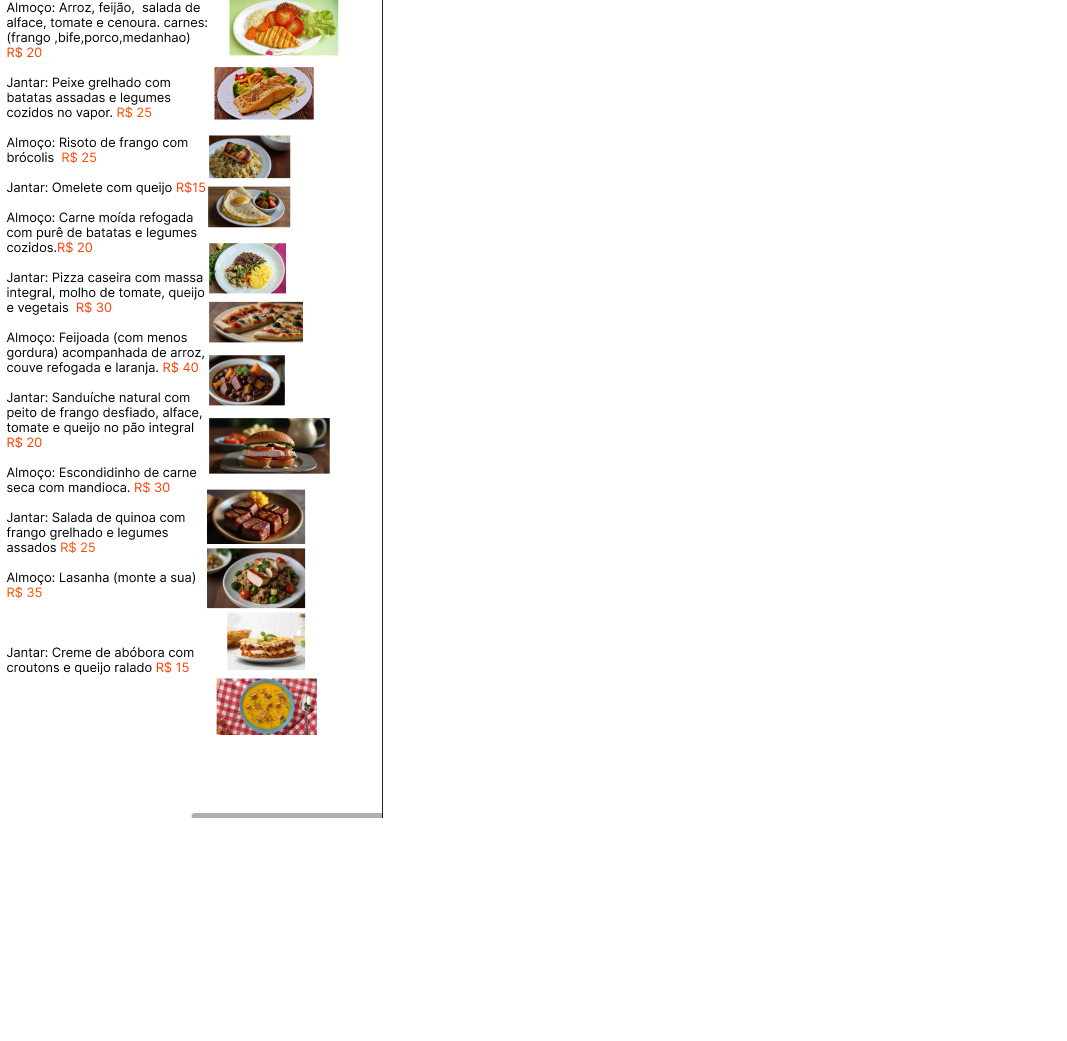 Almoço: Arroz, feijão,  salada de
alface, tomate e cenoura. carnes:
(frango ,bife,porco,medanhao)
R$ 20
Jantar: Peixe grelhado com
batatas assadas e legumes
cozidos no vapor. R$ 25
Almoço: Risoto de frango com
brócolis  R$ 25
Jantar: Omelete com queijo R$15
Almoço: Carne moída refogada
com purê de batatas e legumes
cozidos.R$ 20
Jantar: Pizza caseira com massa
integral, molho de tomate, queijo
e vegetais  R$ 30
Almoço: Feijoada (com menos
gordura) acompanhada de arroz,
couve refogada e laranja. R$ 40
Jantar: Sanduíche natural com
peito de frango desfiado, alface,
tomate e queijo no pão integral
R$ 20
Almoço: Escondidinho de carne
seca com mandioca. R$ 30
Jantar: Salada de quinoa com
frango grelhado e legumes
assados R$ 25
Almoço: Lasanha (monte a sua)
R$ 35
Jantar: Creme de abóbora com
croutons e queijo ralado R$ 15